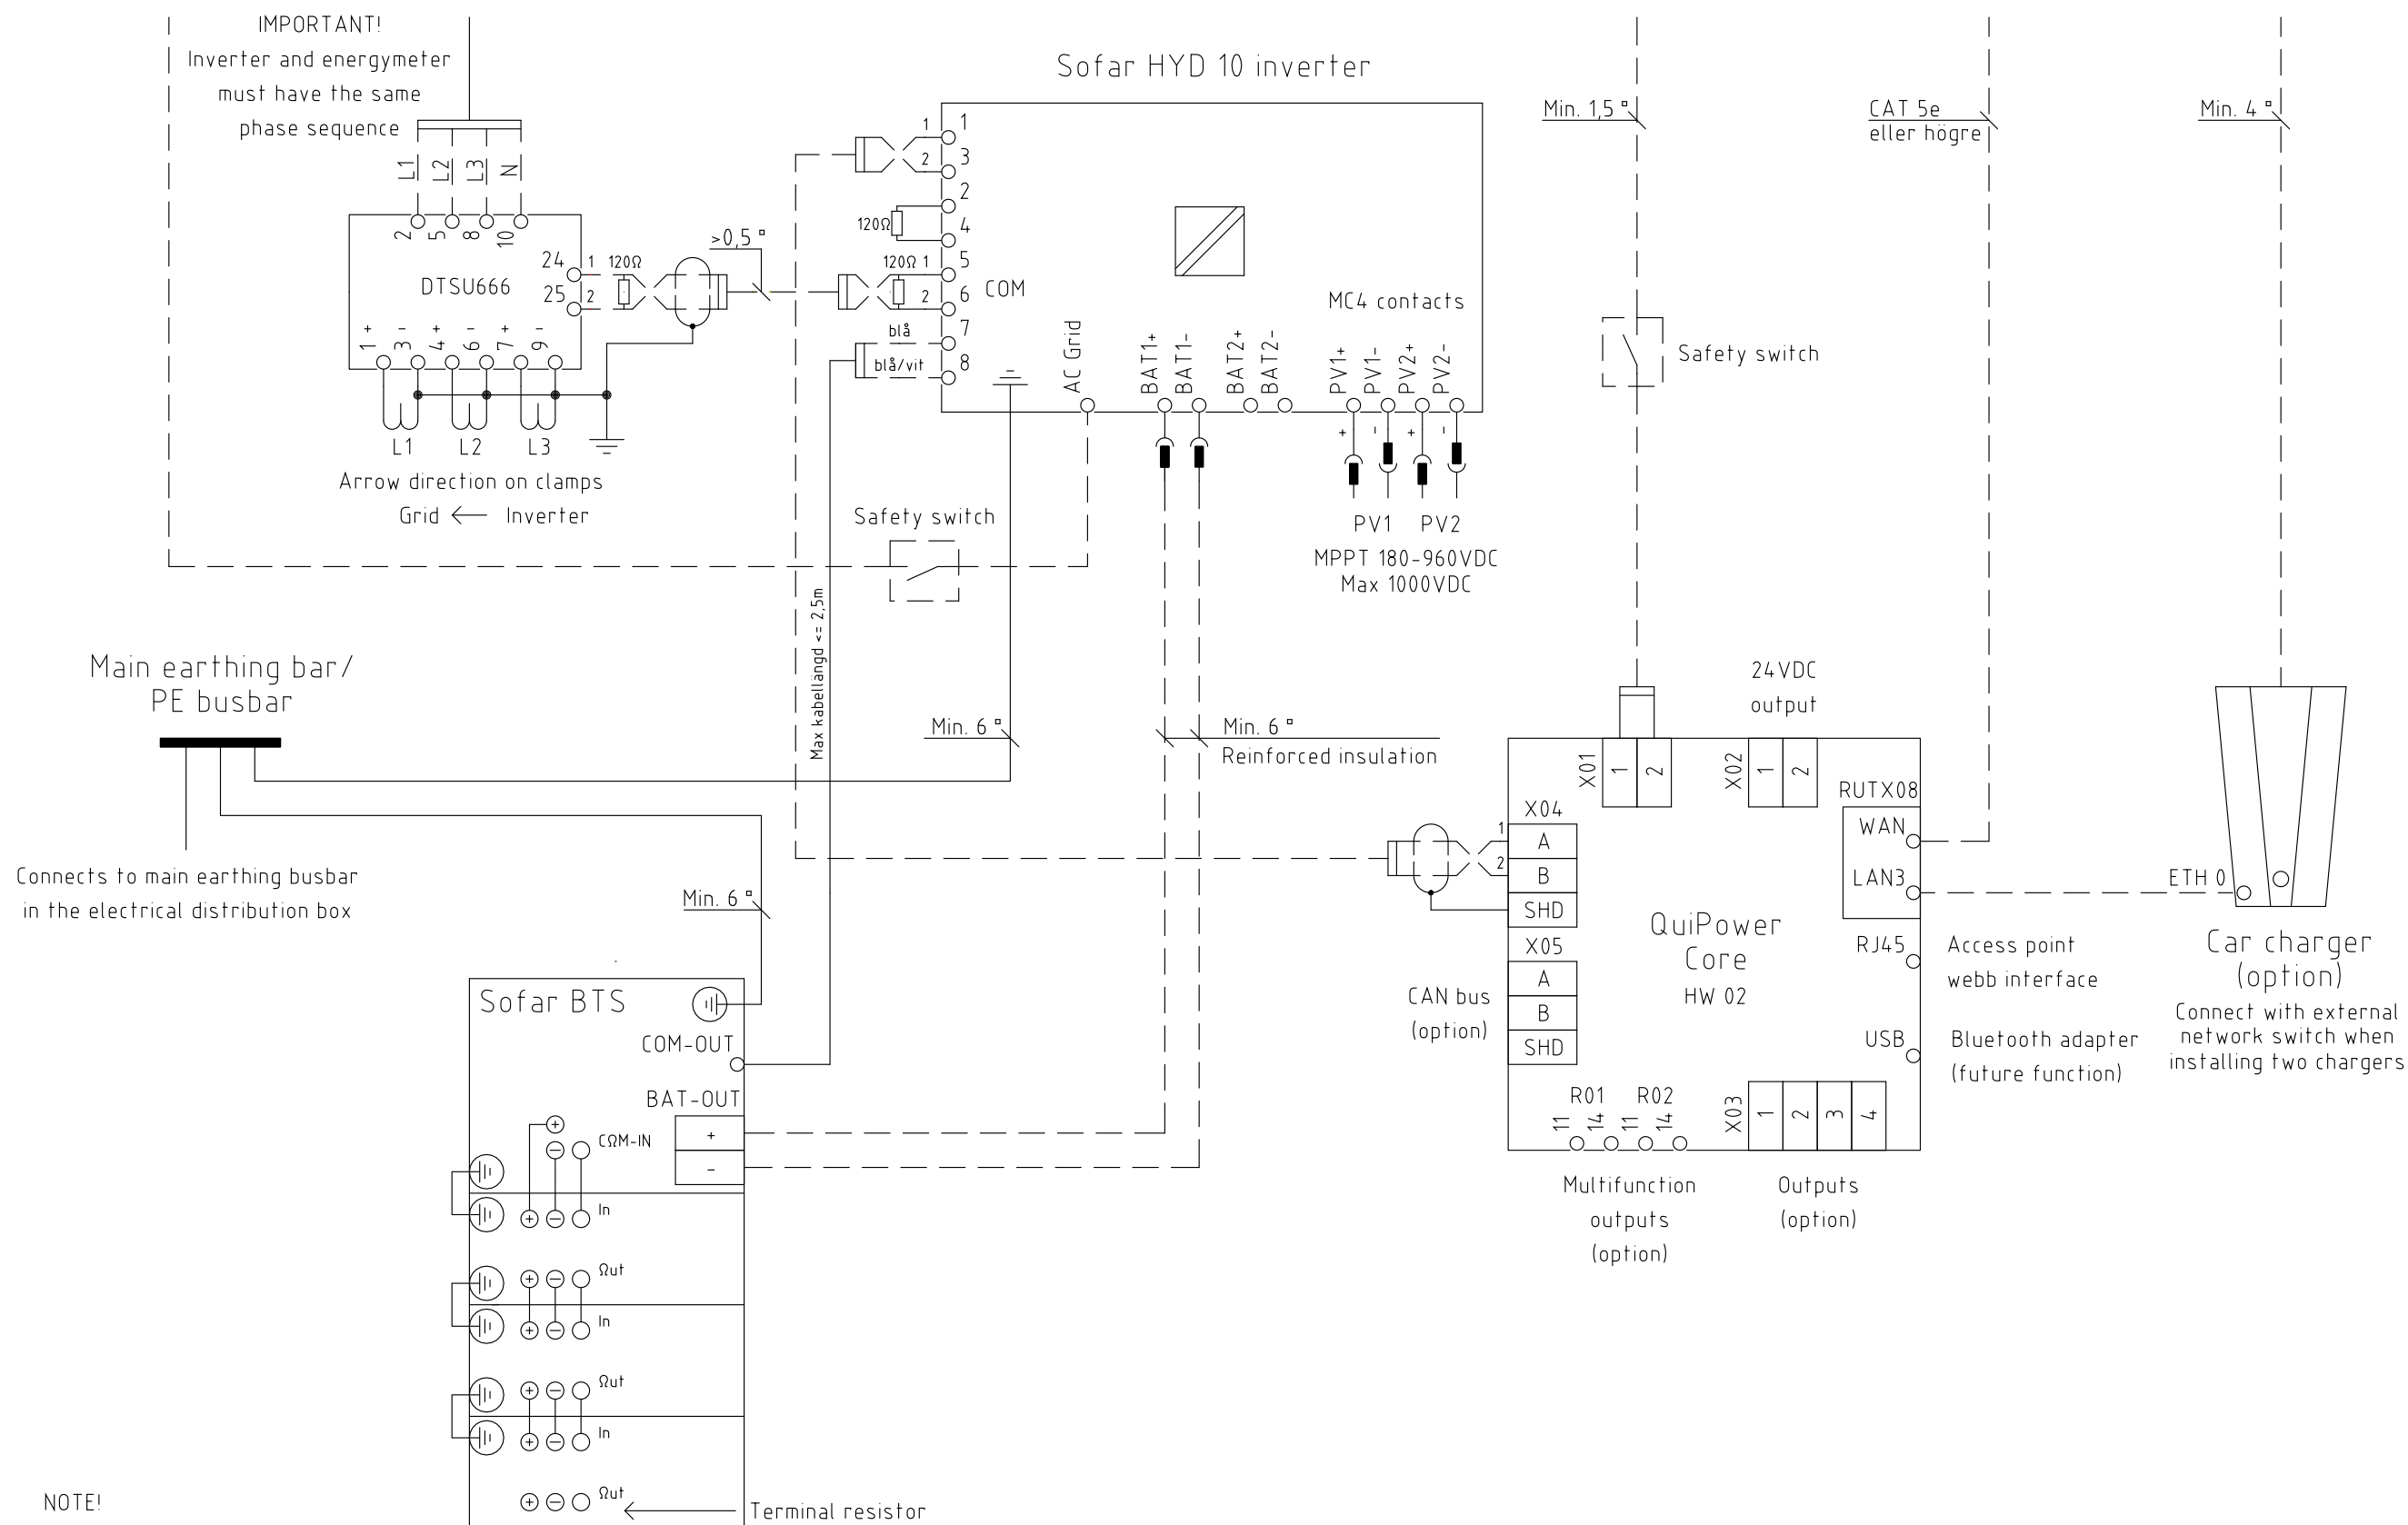 IMPORTANT!
Inverter and energymeter
must have the same
phase sequence
L1
L2
L3
N
2
5
8
10
24
1
120Ω
25
2
DTSU666
1
+
3
-
4
+
6
-
7
+
9
-
L1
L2
L3
Arrow direction on clamps
Grid
Inverter
>0,5 ▫
Sofar HYD 10 inverter
1
1
2
3
2
120Ω
4
120Ω
1
5
2
6
COM
blå
7
blå/vit
8
AC Grid
BAT1+
BAT1-
BAT2+
BAT2-
MC4 contacts
PV1+
PV1-
PV2+
PV2-
+
-
+
-
PV1
PV2
MPPT 180-960VDC
Max 1000VDC
Safety switch
Max kabellängd <= 2,5m
Min. 6 ▫
Min. 6 ▫
Reinforced insulation
Min. 1,5 ▫
Safety switch
CAT 5e
eller högre
Min. 4 ▫
Main earthing bar/
PE busbar
Connects to main earthing busbar
in the electrical distribution box
Min. 6 ▫
Sofar BTS
COM-OUT
BAT-OUT
+
-
+
-
CΩM-IN
+
-
In
+
-
Ωut
+
-
In
+
-
Ωut
+
-
In
+
-
Ωut
Terminal resistor
NOTE!
24VDC
output
X01
1
2
X02
1
2
RUTX08
WAN
LAN3
X04
1
A
2
B
SHD
X05
A
B
SHD
CAN bus
(option)
QuiPower
Core
HW 02
RJ45
Access point
webb interface
USB
Bluetooth adapter
(future function)
R01
R02
11
14
11
14
X03
1
2
3
4
Multifunction
outputs
(option)
Outputs
(option)
ETH 0
Car charger
(option)
Connect with external
network switch when
installing two chargers